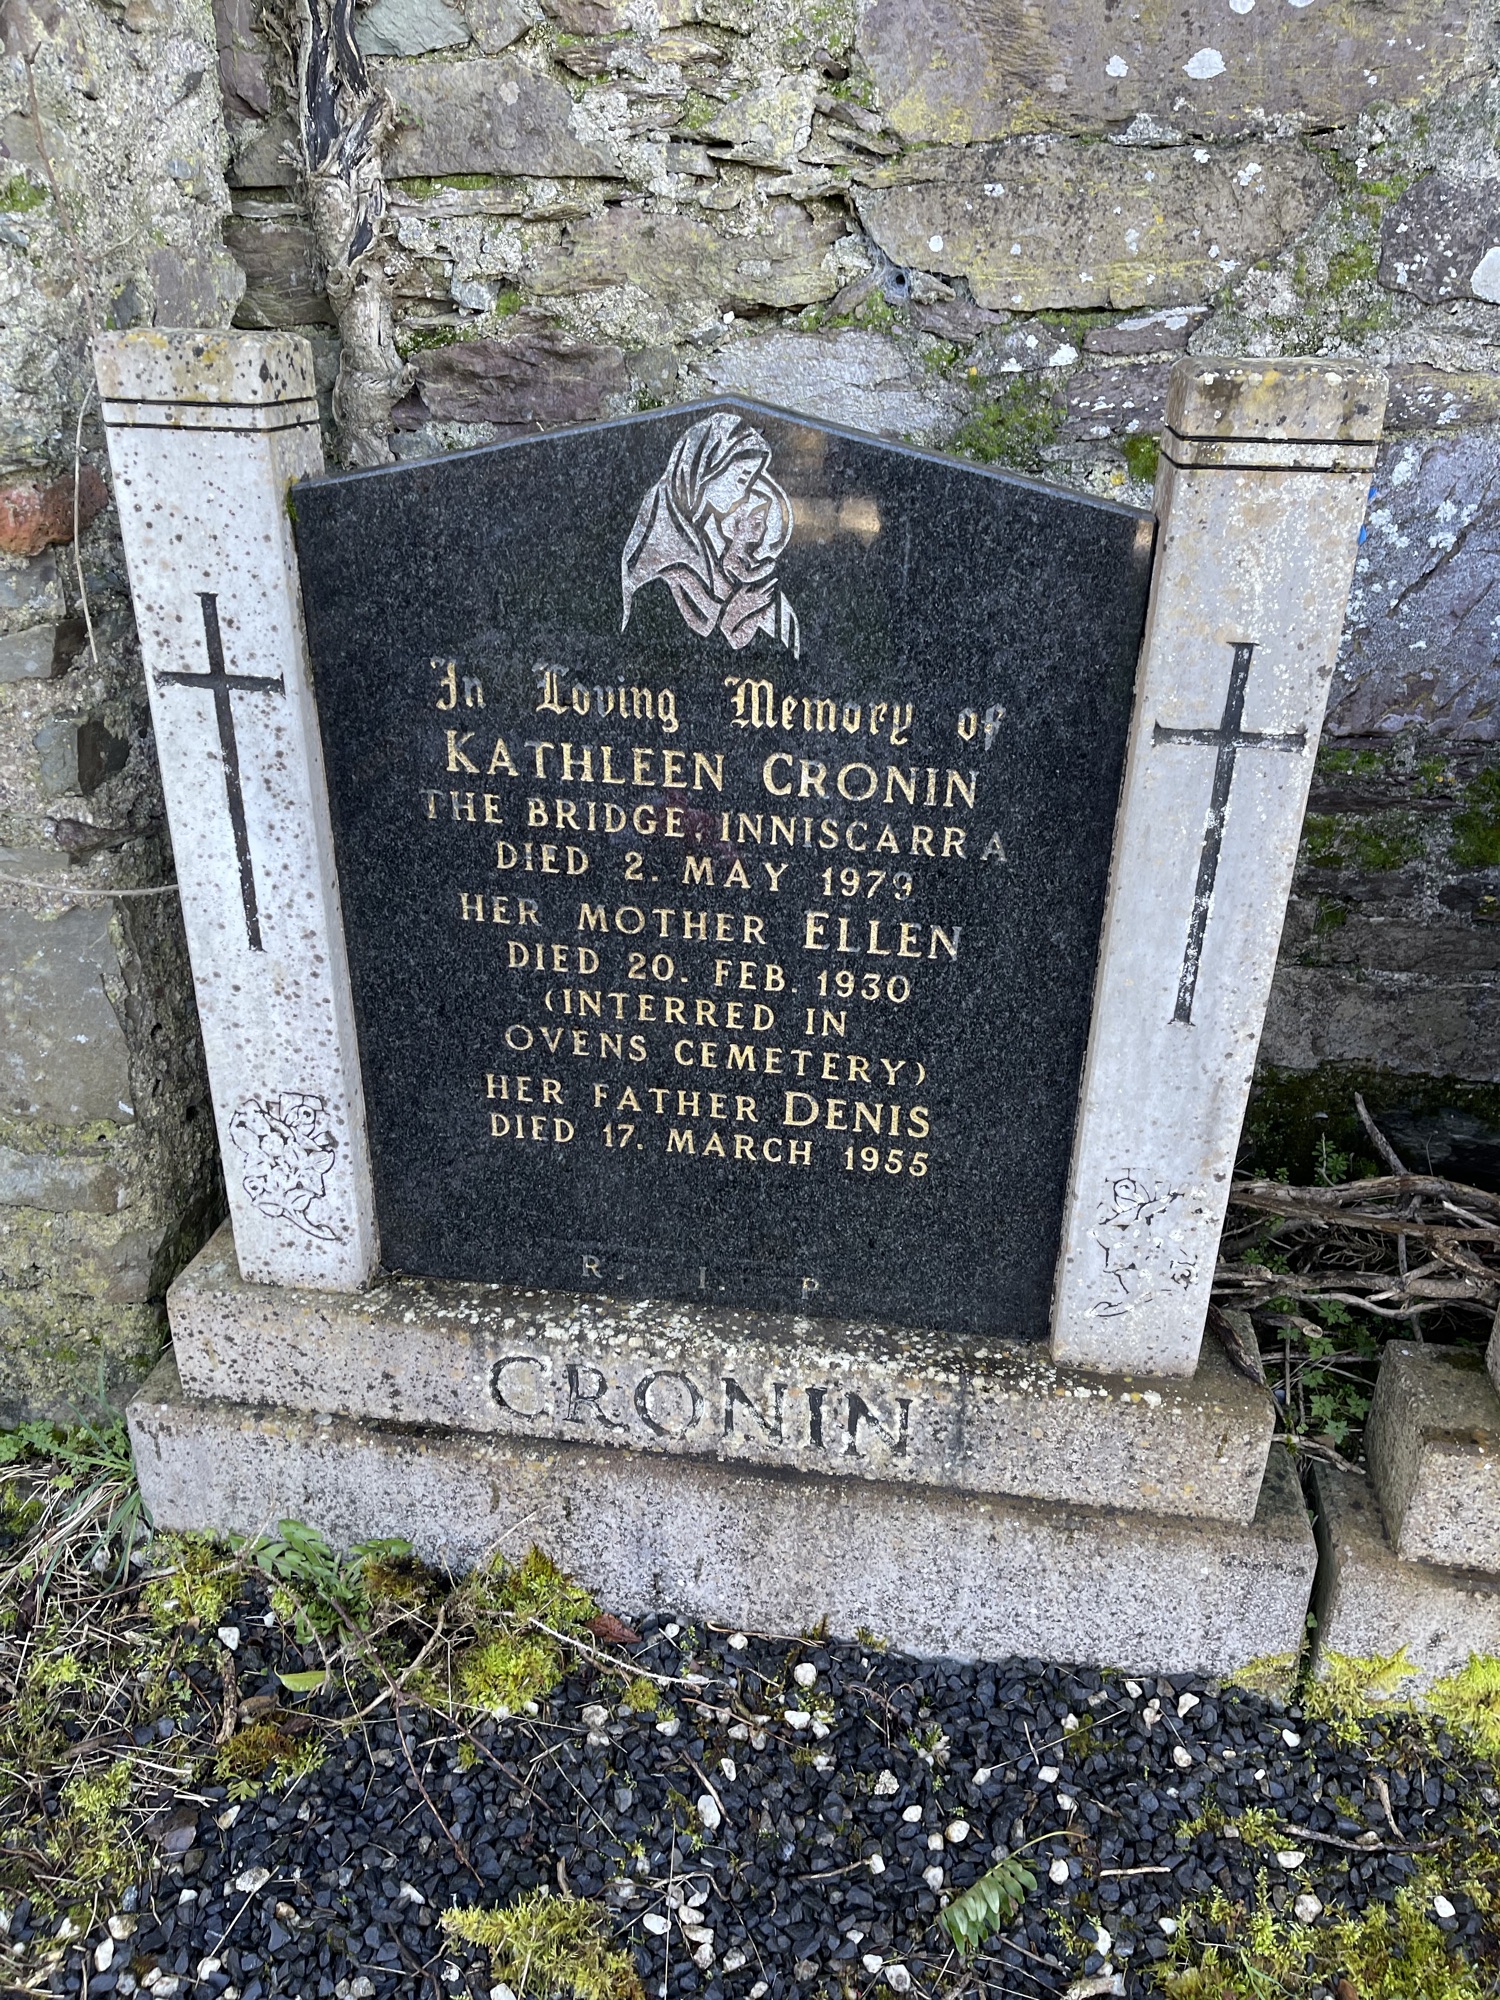 In Loving Memory of
KATHLEEN CRONIN
THE BRIDGE, INNISCARRA
DIED 2. MAY 1979
HER MOTHER ELLEN
DIED 20. FEB. 1930
(INTERRED IN
OVENS CEMETERY)
HER FATHER DENIS
DIED 17. MARCH 1955
R. I. P
CRONIN